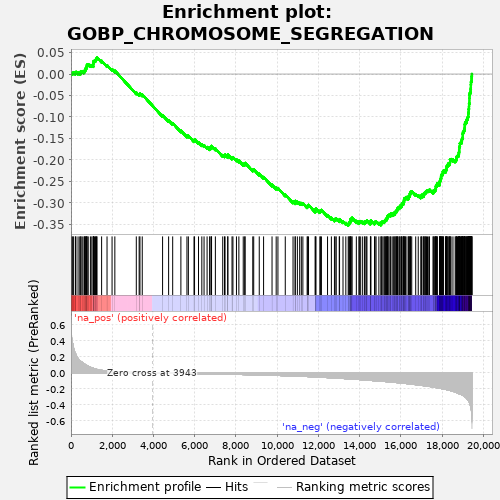 Enrichment plot:
GOBP_CHROMOSOME_SEGREGATION
Enrichment score (ES)
0.05
0.00
-0.05
-0.10
-0.15
-0.20
-0.25
-0.30
-0.35
'na_pos' (positively correlated)
Ranked list metric (PreRanked)
0.6
0.4
0.2
0.0
-0.2
-0.4
-0.6
Zero cross at 3943
'na_neg' (negatively correlated)
0 2,000 4,000 6,000 8,000 10,000 12,000 14,000 16,000 18,000 20,000
Rank in Ordered Dataset
Enrichment profile Hits Ranking metric scores